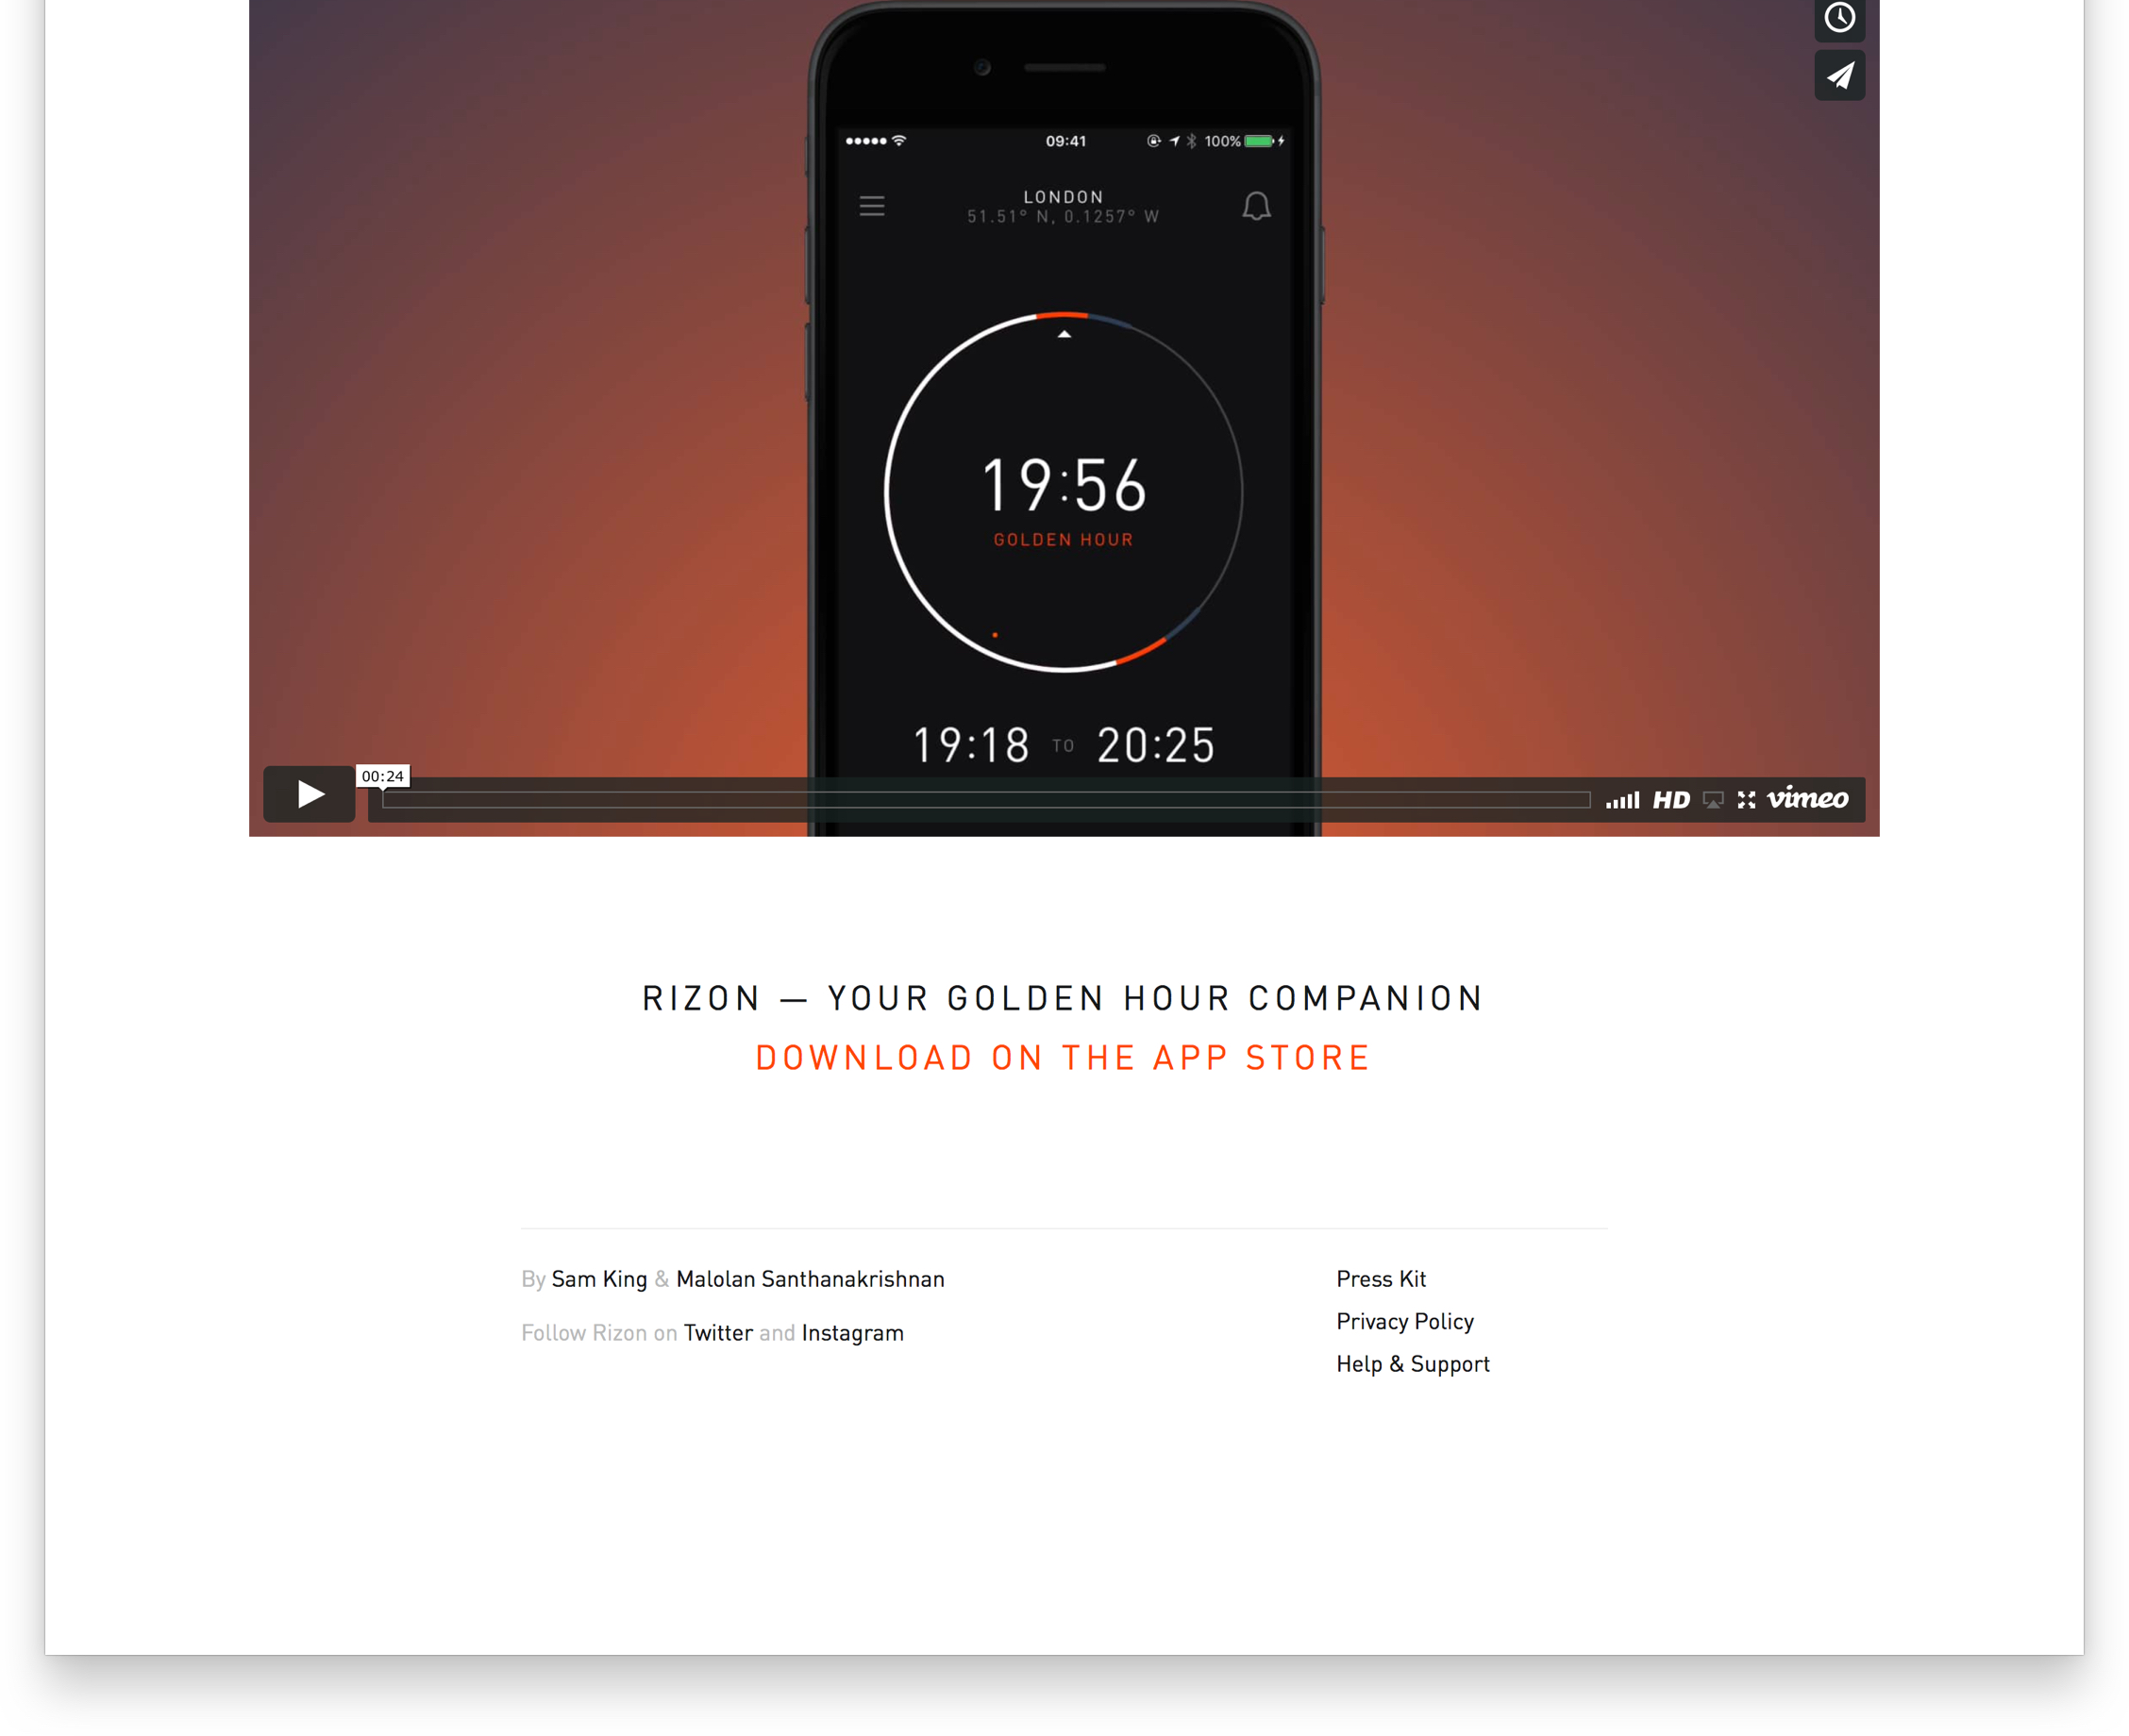 09:41
100%
LONDON
51.51° N, 0.1257° W
19:56
GOLDEN HOUR
19:18 TO 20:25
00:24
HD vimeo
RIZON — YOUR GOLDEN HOUR COMPANION
DOWNLOAD ON THE APP STORE
By Sam King & Malolan Santhanakrishnan
Follow Rizon on Twitter and Instagram
Press Kit
Privacy Policy
Help & Support